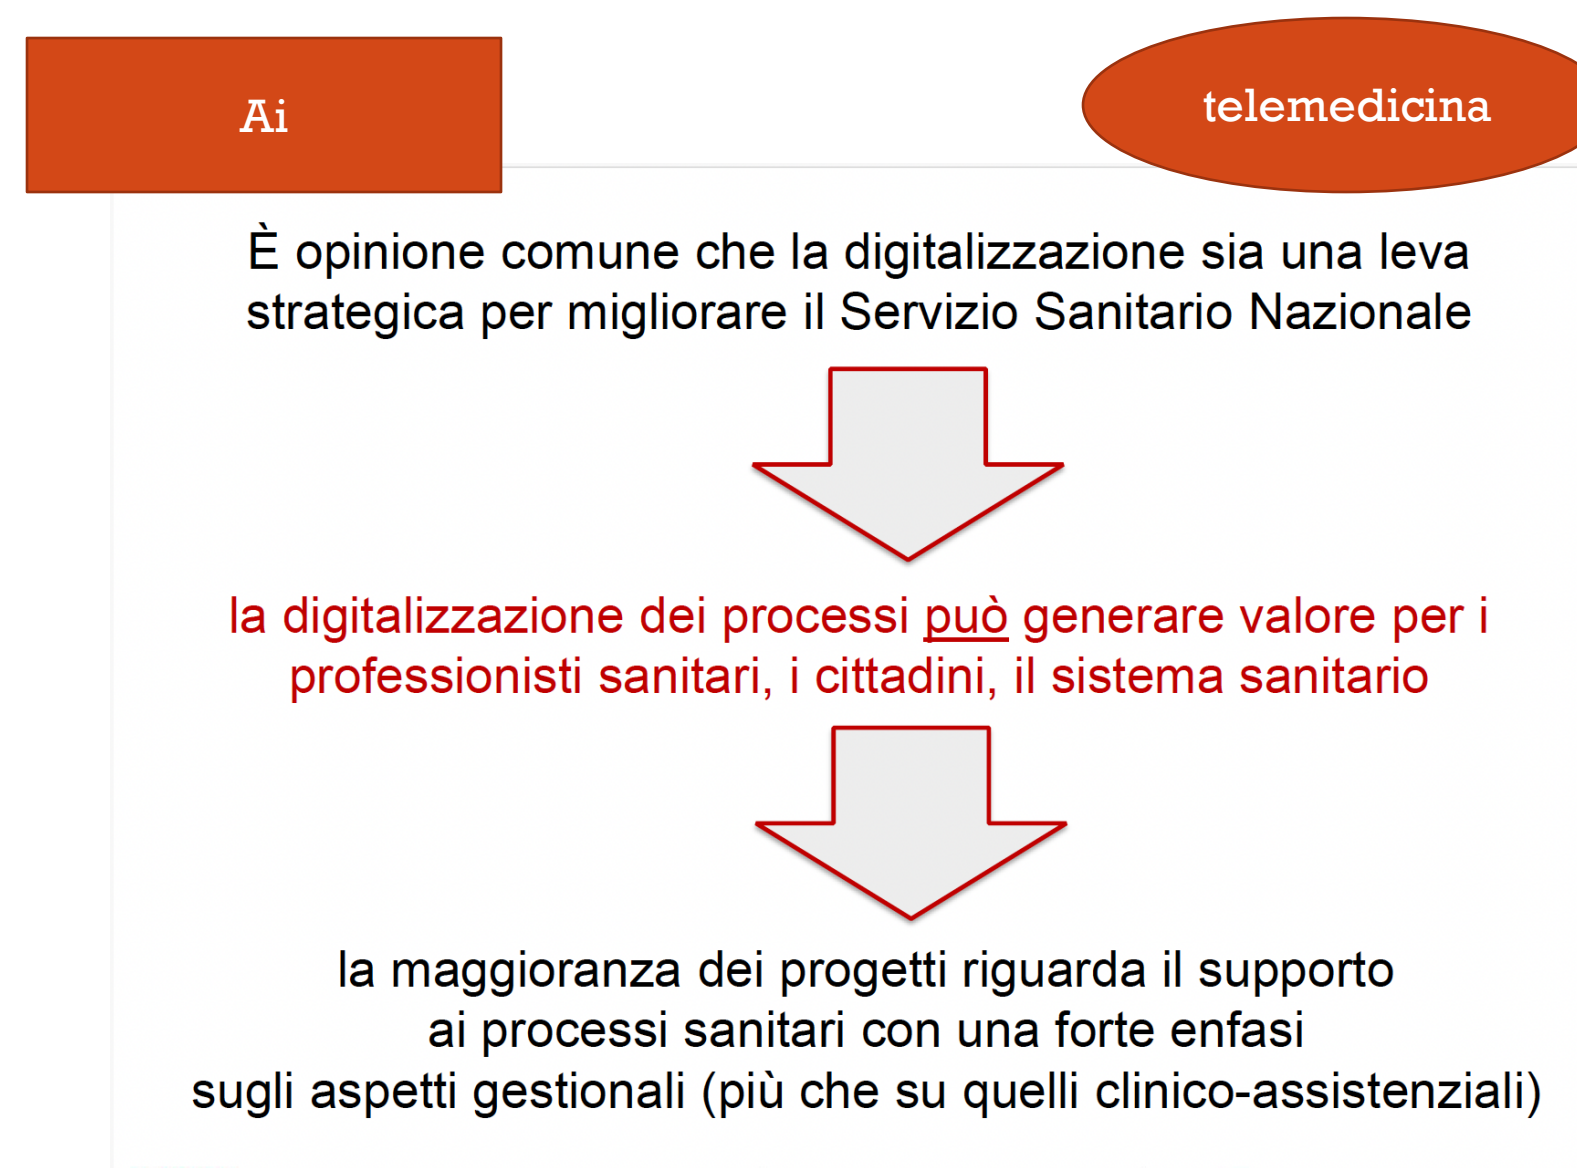 Ai
telemedicina
È opinione comune che la digitalizzazione sia una leva
strategica per migliorare il Servizio Sanitario Nazionale
la digitalizzazione dei processi può generare valore per i
professionisti sanitari, i cittadini, il sistema sanitario
la maggioranza dei progetti riguarda il supporto
ai processi sanitari con una forte enfasi
sugli aspetti gestionali (più che su quelli clinico-assistenziali)